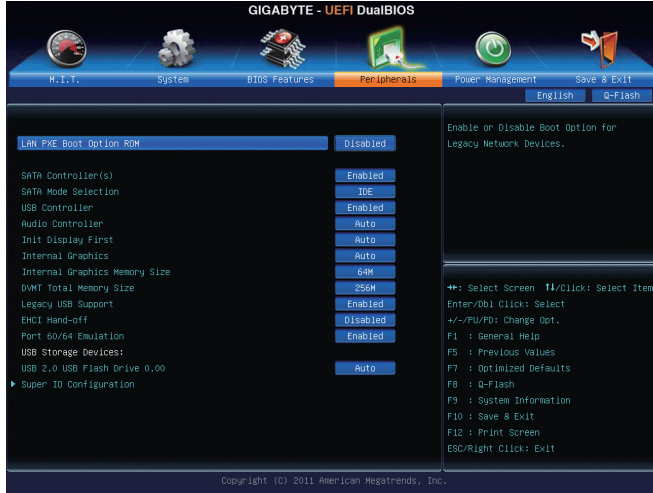 GIGABYTE - UEFI DualBIOS
M.I.T. System BIOS Features Peripherals Power Management Save & Exit
English Q-Flash
LAN PXE Boot Option ROM Disabled
SATA Controller(s) Enabled
SATA Mode Selection IDE
USB Controller Enabled
Audio Controller Auto
Init Display First Auto
Internal Graphics Auto
Internal Graphics Memory Size 64M
DVMT Total Memory Size 256M
Legacy USB Support Enabled
EHCI Hand-off Disabled
Port 60/64 Emulation Enabled
USB Storage Devices:
USB 2.0 USB Flash Drive 0.00 Auto
Super IO Configuration
Enable or Disable Boot Option for
Legacy Network Devices.
→←: Select Screen ↑↓/Click: Select Item
Enter/Dbl Click: Select
+/-/PU/PD: Change Opt.
F1 : General Help
F5 : Previous Values
F7 : Optimized Defaults
F8 : Q-Flash
F9 : System Information
F10 : Save & Exit
F12 : Print Screen
ESC/Right Click: Exit
Copyright (C) 2011 American Megatrends, Inc.